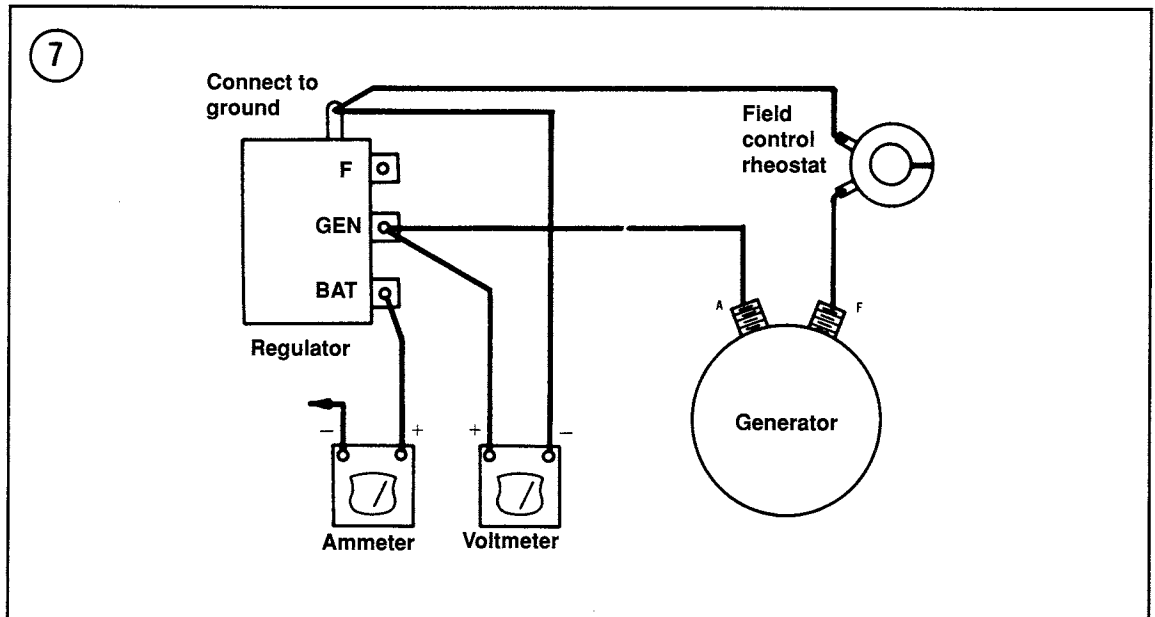 7
Connect to
ground
Field
control
rheostat
F
GEN
BAT
Regulator
A
F
Generator
−
+
+
−
Ammeter
Voltmeter